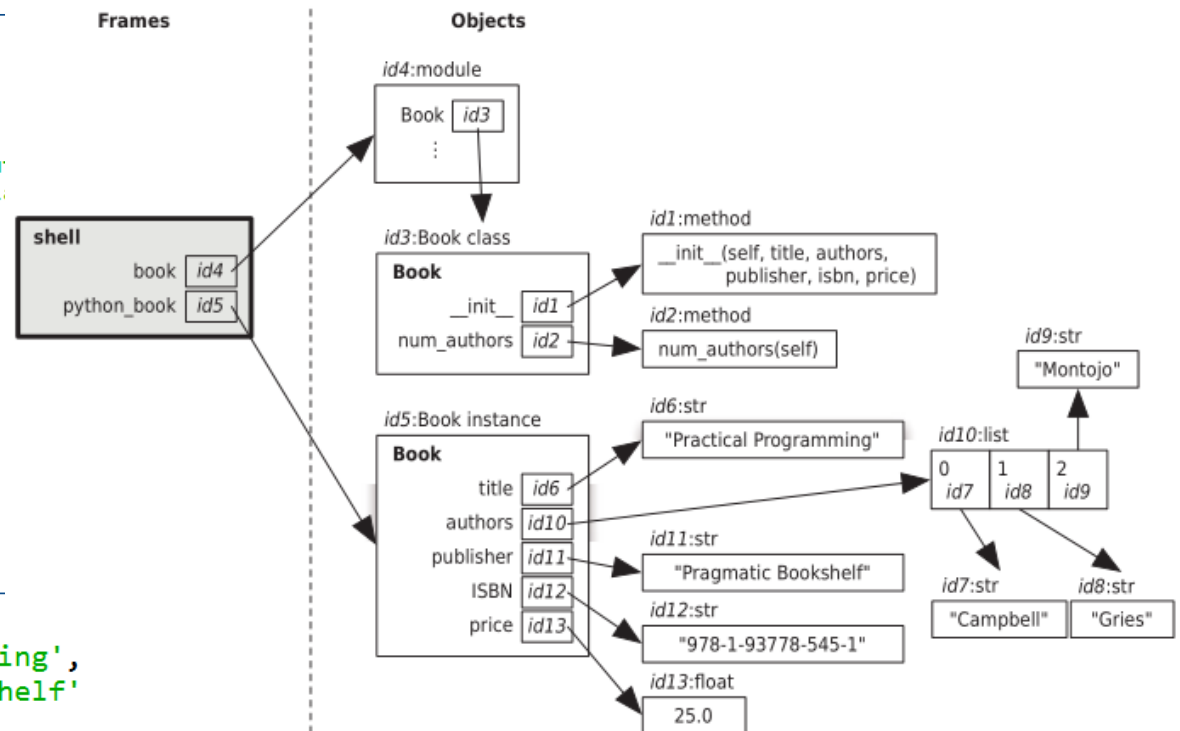 Frames
Objects
id4:module
Book id3
⋮
shell
book id4
python_book id5
id3:Book class
Book
__init__ id1
num_authors id2
id1:method
__init__(self, title, authors,
publisher, isbn, price)
id2:method
num_authors(self)
id9:str
"Montojo"
id5:Book instance
Book
title id6
authors id10
publisher id11
ISBN id12
price id13
id6:str
"Practical Programming"
id10:list
0 1 2
id7 id8 id9
id11:str
"Pragmatic Bookshelf"
id7:str
"Campbell"
id8:str
"Gries"
id12:str
"978-1-93778-545-1"
id13:float
25.0
ing',
helf'